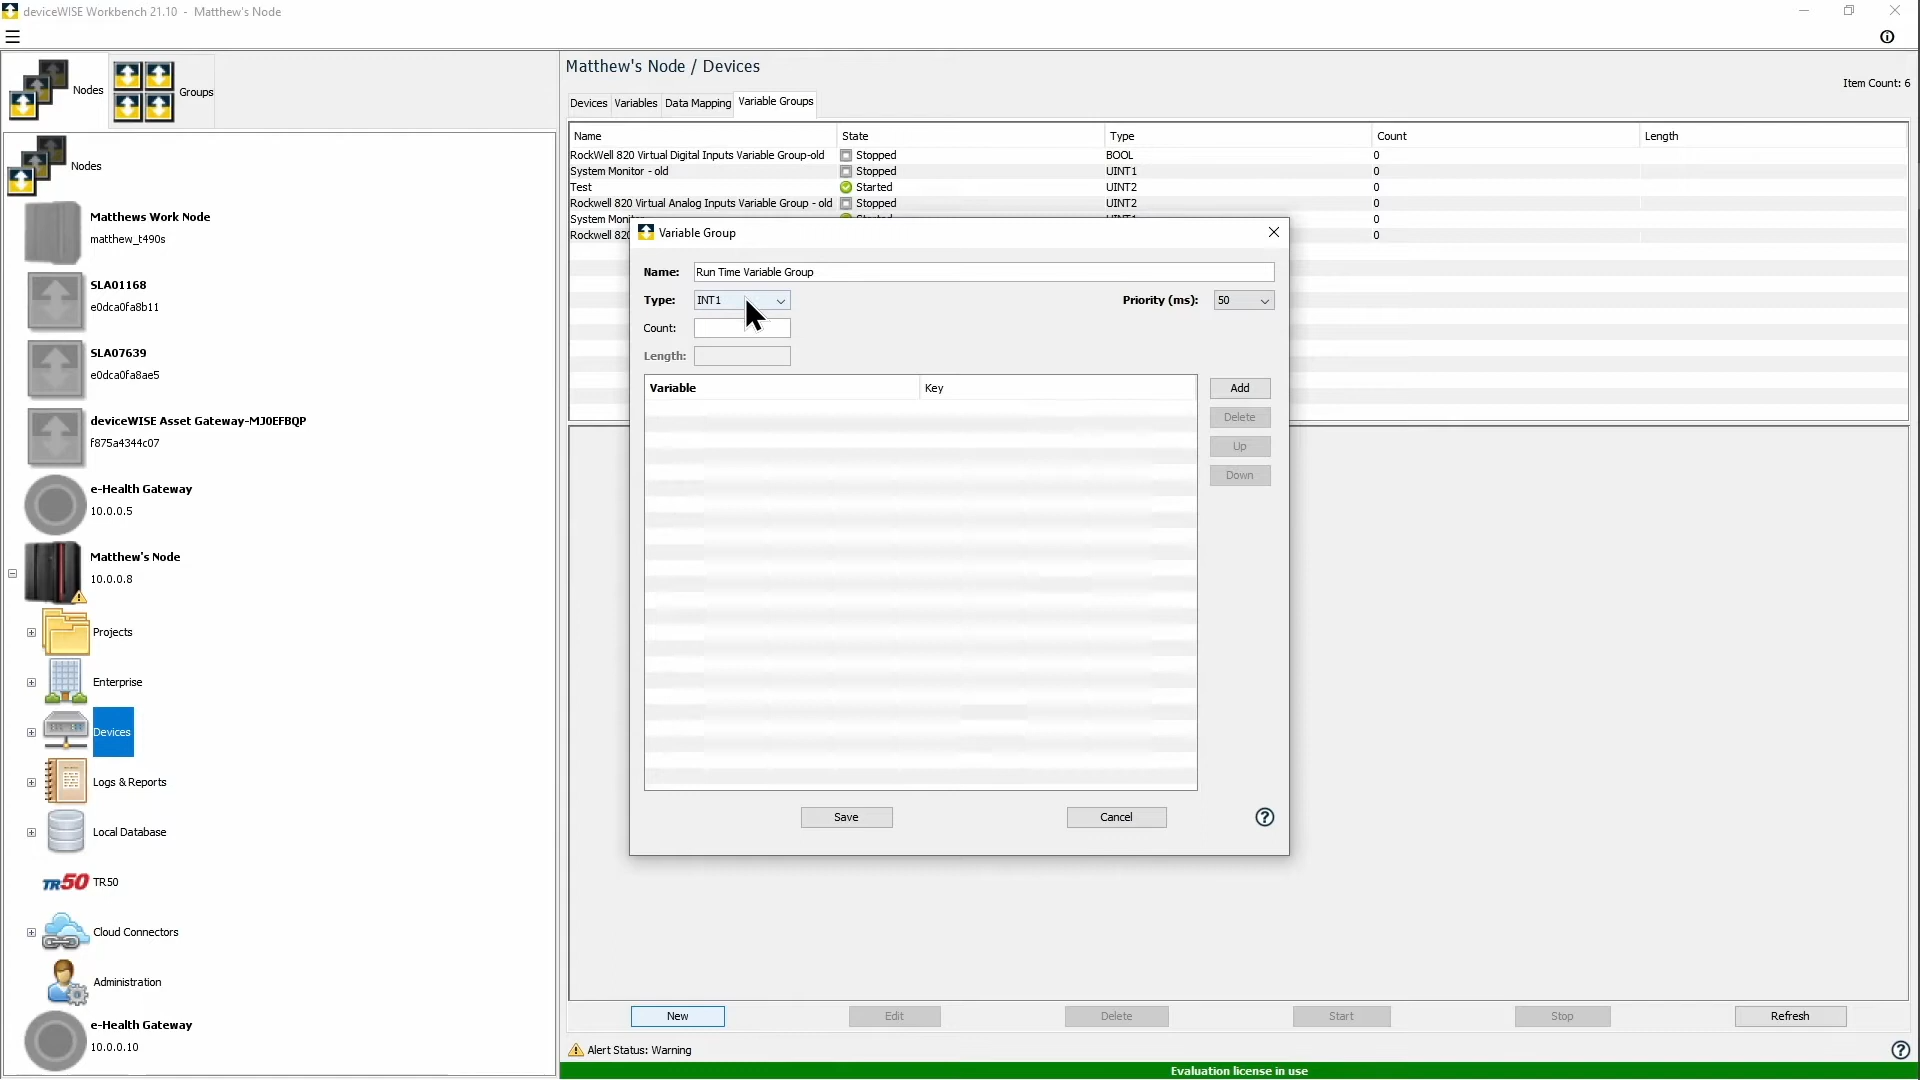 deviceWISE Workbench 21.10 - Matthew's Node
Nodes
Groups
Nodes
Matthews Work Node
matthew_t490s
SLA01168
e0dca0fa8b11
SLA07639
e0dca0fa8ae5
deviceWISE Asset Gateway-MJ0EFBQP
f875a4344c07
e-Health Gateway
10.0.0.5
Matthew's Node
10.0.0.8
Projects
Enterprise
Devices
Logs & Reports
Local Database
TR50 TR50
Cloud Connectors
Administration
e-Health Gateway
10.0.0.10
Matthew's Node / Devices
Item Count: 6
Devices Variables Data Mapping Variable Groups
Name State Type Count Length
RockWell 820 Virtual Digital Inputs Variable Group-old Stopped BOOL 0
System Monitor - old Stopped UINT1 0
Test Started UINT2 0
Rockwell 820 Virtual Analog Inputs Variable Group - old Stopped UINT2 0
System Monit 0
Rockwell 820 0
Variable Group
Name: Run Time Variable Group
Type: INT1 Priority (ms): 50
Count:
Length:
Variable Key
Add
Delete
Up
Down
Save Cancel
New Edit Delete Start Stop Refresh
Alert Status: Warning
Evaluation license in use